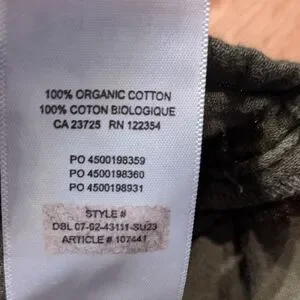 100% ORGANIC COTTON
100% COTON BIOLOGIQUE
CA 23725 RN 122354
PO 4500198359
PO 4500198360
PO 4500198931
STYLE #
DBL 07-02-43111-SU23
ARTICLE # 107441